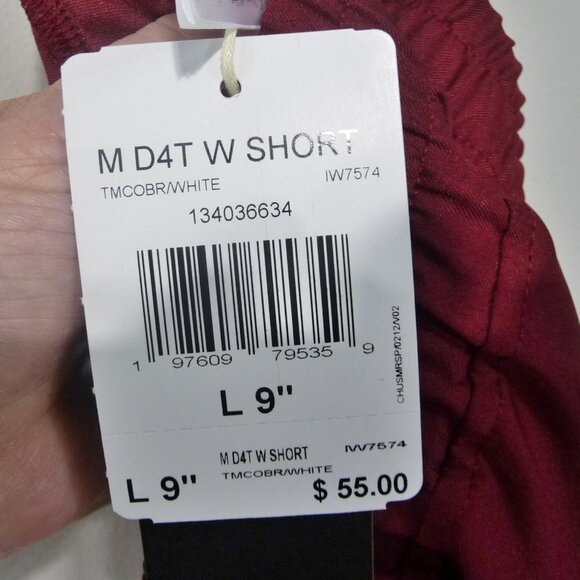 M D4T W SHORT
TMCOBR/WHITE IW7574
134036634
1 97609 79535 9
L 9"
CHUSMRSP/0212/V02
M D4T W SHORT IW7574
TMCOBR/WHITE
L 9" $ 55.00